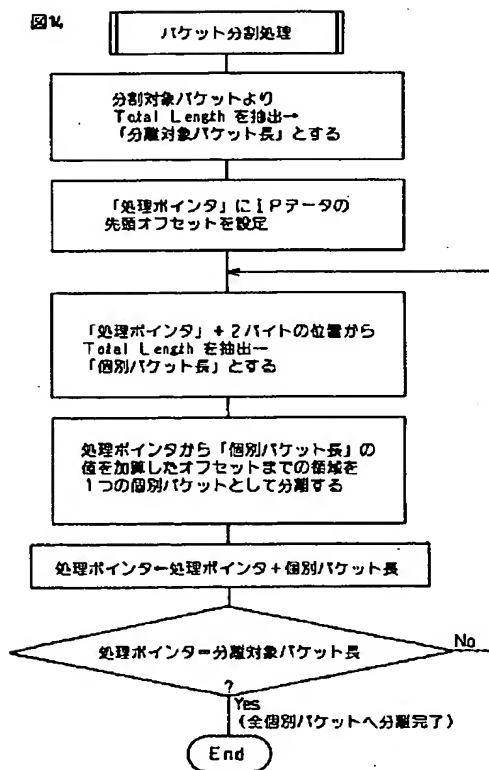 図14
パケット分割処理
分割対象パケットより
Total Length を抽出→
「分離対象パケット長」とする
「処理ポインタ」にIPデータの
先頭オフセットを設定
「処理ポインタ」+2バイトの位置から
Total Length を抽出→
「個別パケット長」とする
処理ポインタから「個別パケット長」の
値を加算したオフセットまでの領域を
1つの個別パケットとして分離する
処理ポインタ←処理ポインタ+個別パケット長
処理ポインタ=分離対象パケット長
?
No
Yes
(全個別パケットへ分離完了)
End